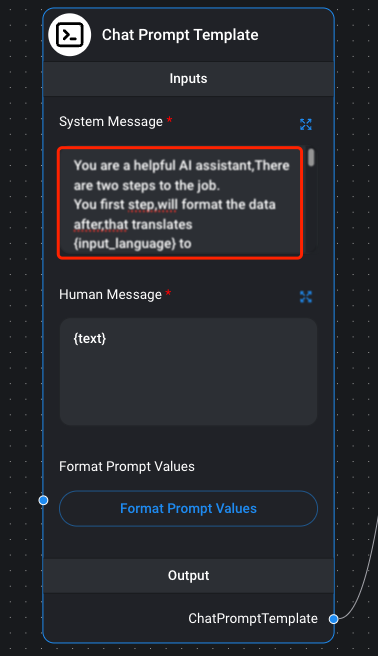 Chat Prompt Template
Inputs
System Message *
You are a helpful AI assistant,There
are two steps to the job.
You first step,will format the data
after,that translates
{input_language} to
Human Message *
{text}
Format Prompt Values
Format Prompt Values
Output
ChatPromptTemplate